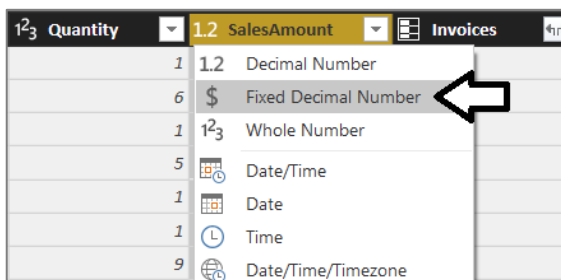 1²3 Quantity 1.2 SalesAmount Invoices
1 1.2 Decimal Number
6 $ Fixed Decimal Number
1 1²3 Whole Number
5 Date/Time
1 Date
1 Time
9 Date/Time/Timezone